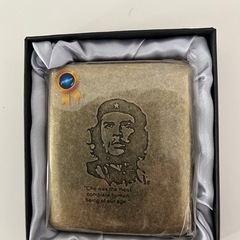 "Che was the most
complete human
being of our age."